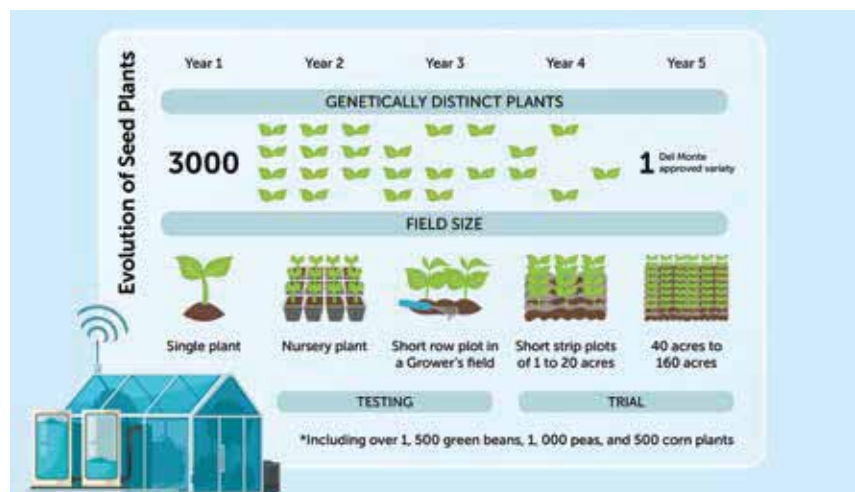 Evolution of Seed Plants
Year 1 Year 2 Year 3 Year 4 Year 5
GENETICALLY DISTINCT PLANTS
3000
1 Del Monte
approved variety
FIELD SIZE
Single plant
Nursery plant
Short row plot in
a Grower's field
Short strip plots
of 1 to 20 acres
40 acres to
160 acres
TESTING
TRIAL
*Including over 1, 500 green beans, 1, 000 peas, and 500 corn plants